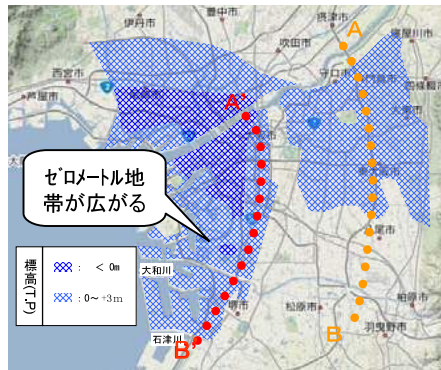 伊丹市
豊中市
摂津市
A
寝屋川市
吹田市
守口市
西宮市
芦屋市
2
A'
ゼロメートル地
帯が広がる
八尾市
標高(T.P)
: < 0m
: 0～+3m
大和川
堺市
松原市
柏原市
B
羽曳野市
石津川
B'